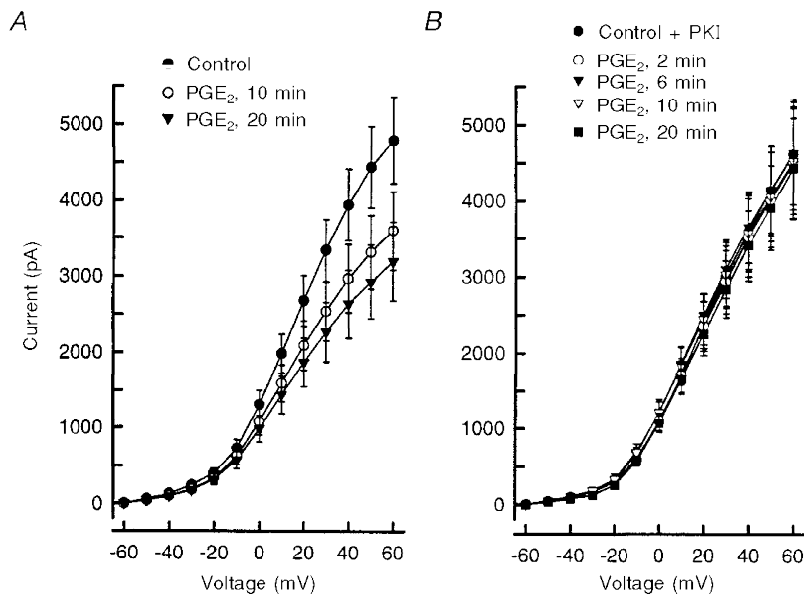 A
Control
PGE₂, 10 min
PGE₂, 20 min
5000
4000
3000
2000
1000
0
Current (pA)
-60 -40 -20 0 20 40 60
Voltage (mV)
B
Control + PKI
PGE₂, 2 min
PGE₂, 6 min
PGE₂, 10 min
PGE₂, 20 min
5000
4000
3000
2000
1000
0
-60 -40 -20 0 20 40 60
Voltage (mV)